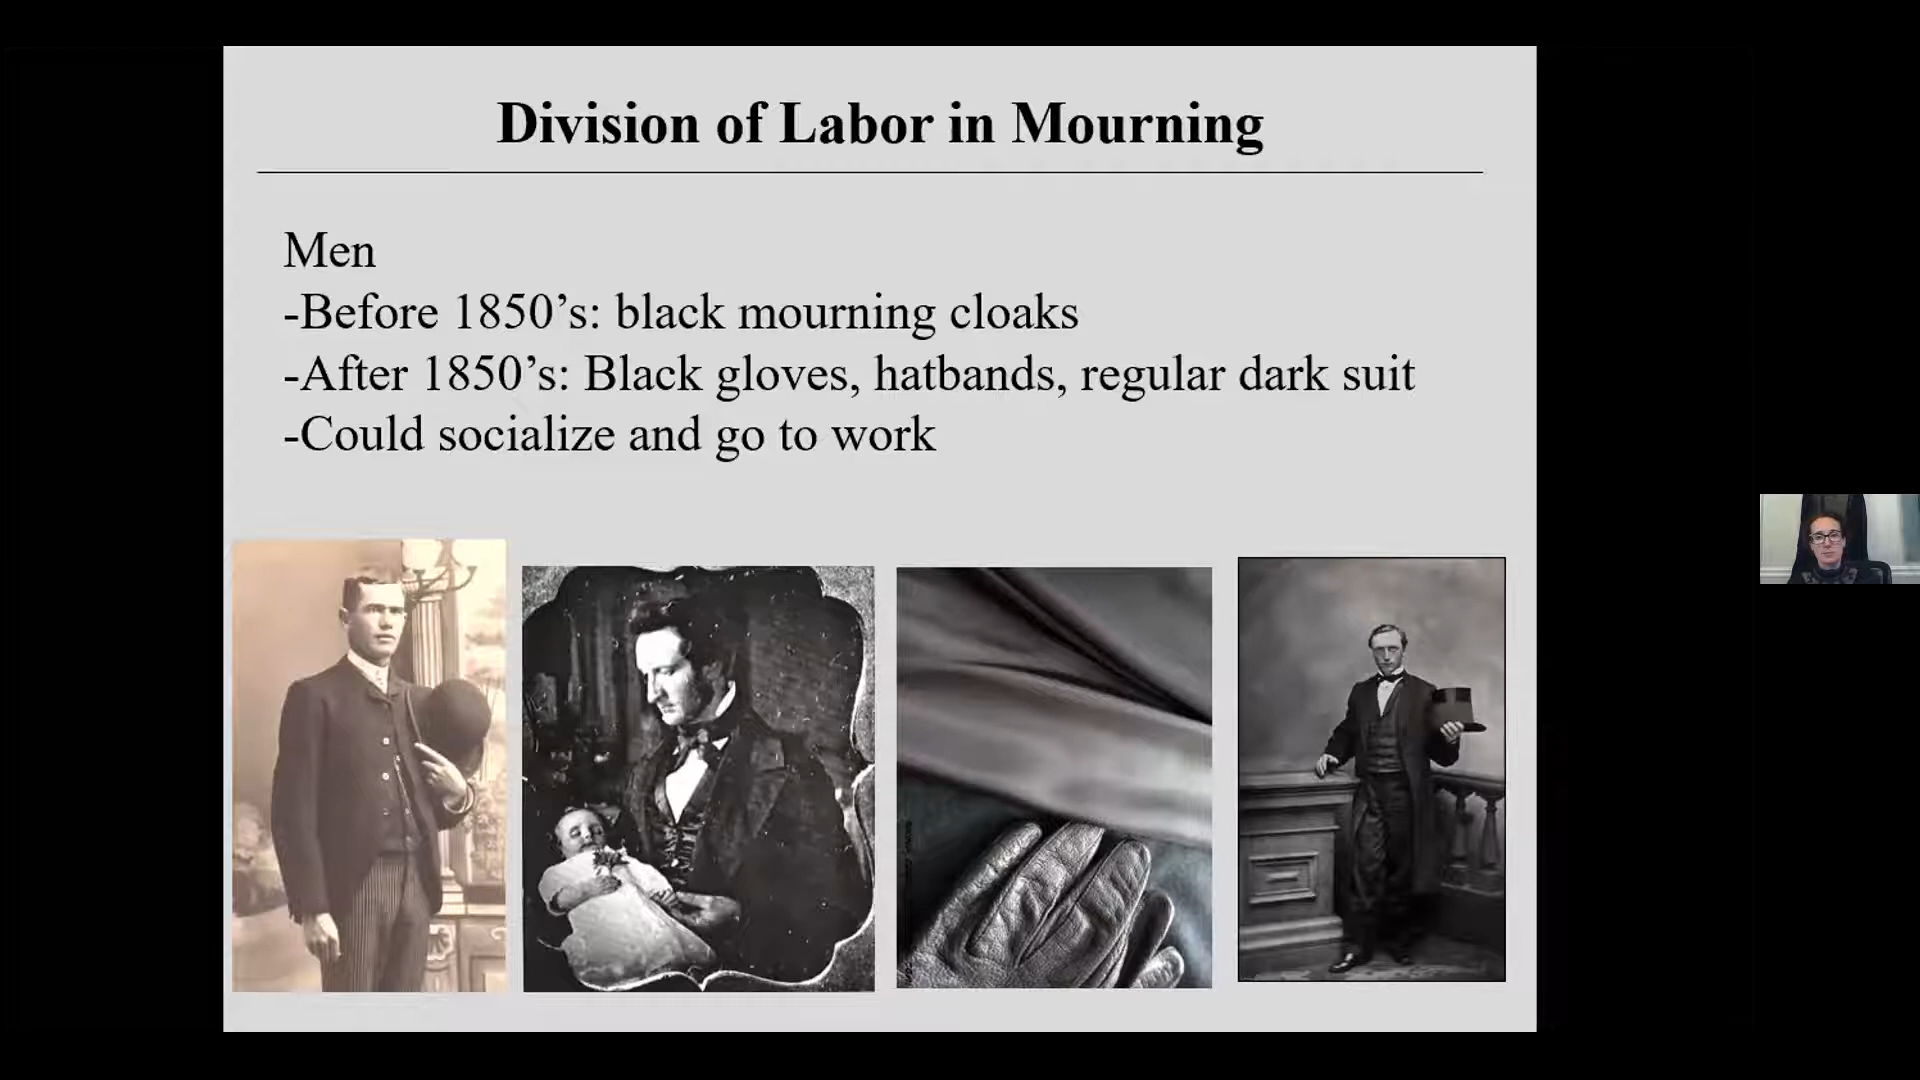 Division of Labor in Mourning
Men
-Before 1850’s: black mourning cloaks
-After 1850’s: Black gloves, hatbands, regular dark suit
-Could socialize and go to work